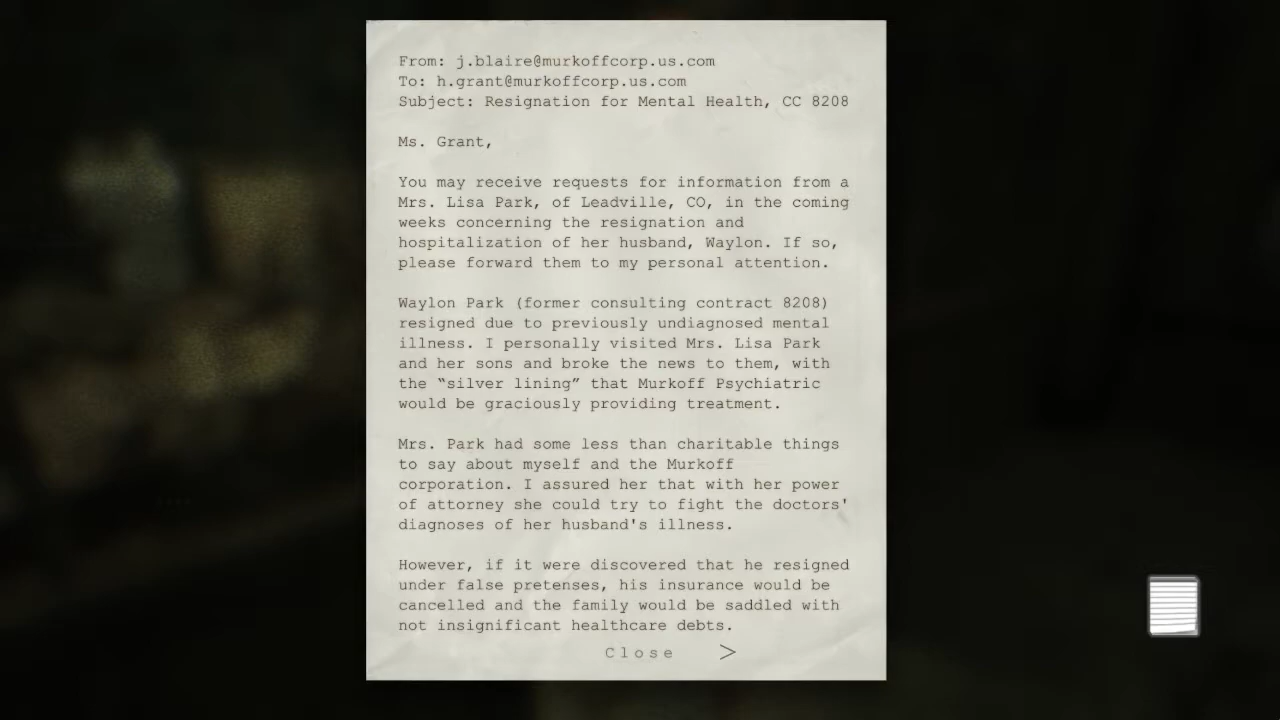 From: j.blaire@murkoffcorp.us.com
To: h.grant@murkoffcorp.us.com
Subject: Resignation for Mental Health, CC 8208
Ms. Grant,
You may receive requests for information from a
Mrs. Lisa Park, of Leadville, CO, in the coming
weeks concerning the resignation and
hospitalization of her husband, Waylon. If so,
please forward them to my personal attention.
Waylon Park (former consulting contract 8208)
resigned due to previously undiagnosed mental
illness. I personally visited Mrs. Lisa Park
and her sons and broke the news to them, with
the “silver lining” that Murkoff Psychiatric
would be graciously providing treatment.
Mrs. Park had some less than charitable things
to say about myself and the Murkoff
corporation. I assured her that with her power
of attorney she could try to fight the doctors'
diagnoses of her husband's illness.
However, if it were discovered that he resigned
under false pretenses, his insurance would be
cancelled and the family would be saddled with
not insignificant healthcare debts.
Close >